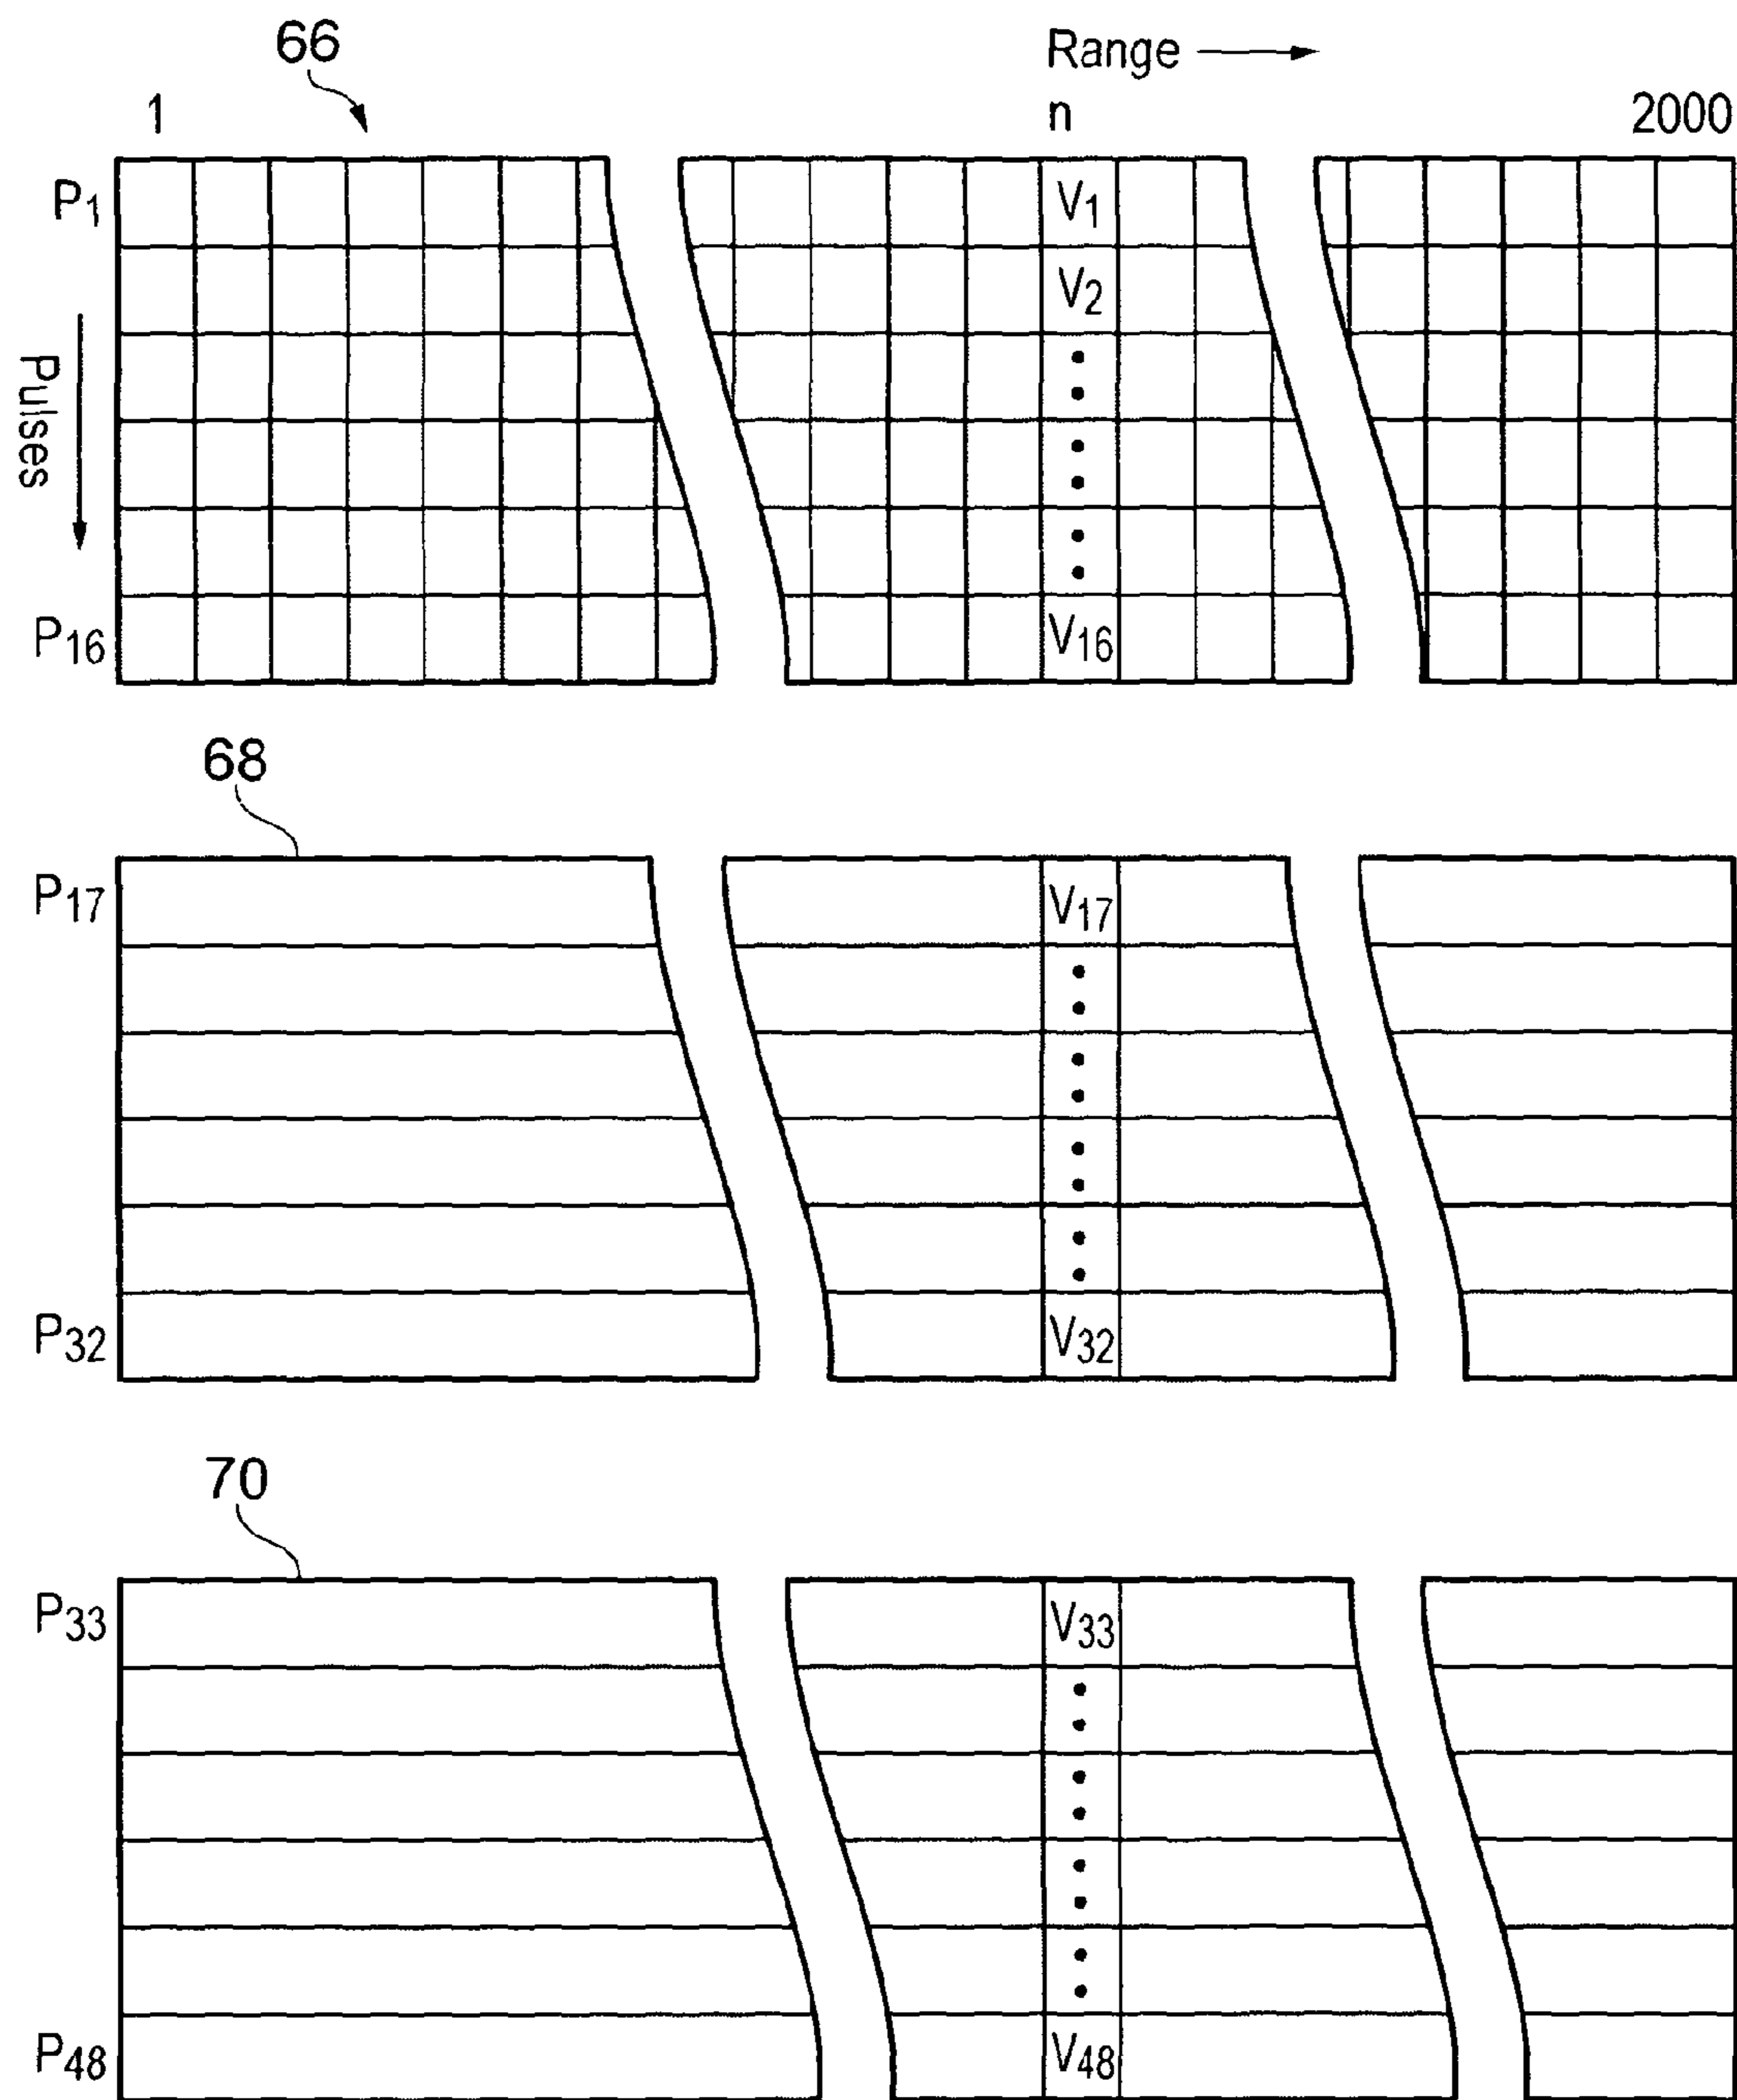 66
Range
1
n
2000
P1
V1
V2
Pulses
P16
V16
68
P17
V17
P32
V32
70
P33
V33
P48
V48